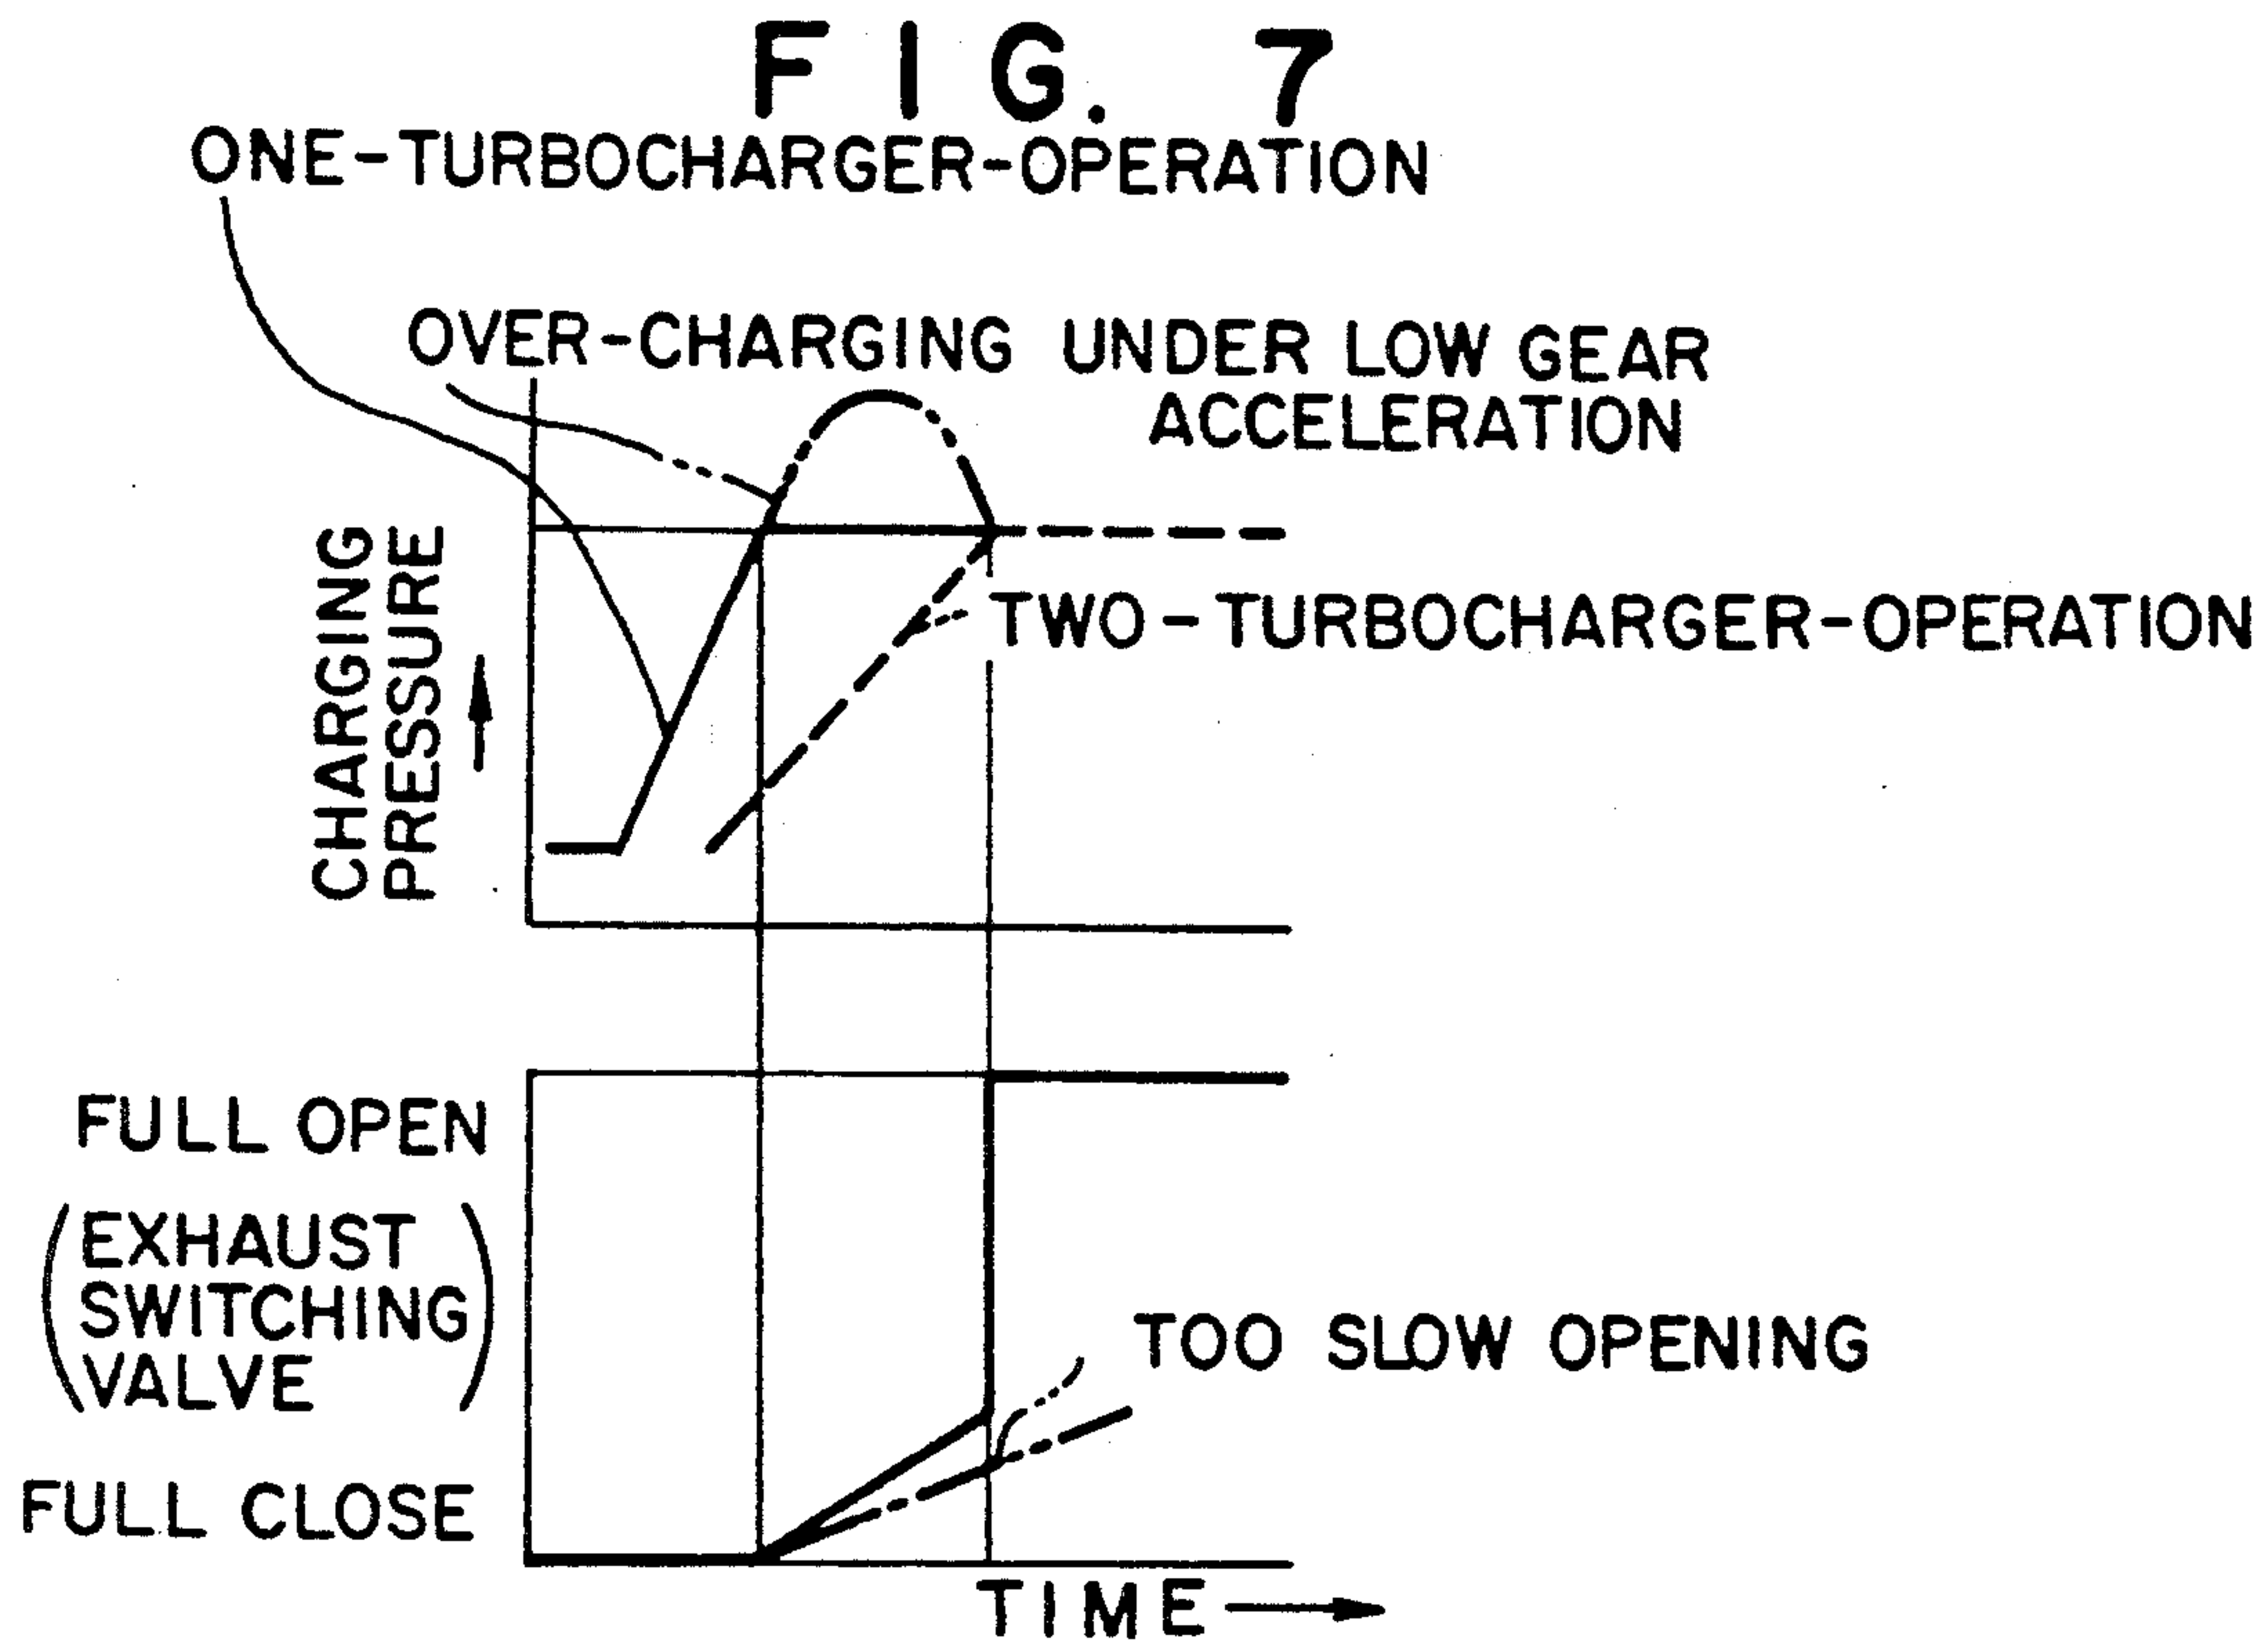 FIG. 7
ONE-TURBOCHARGER-OPERATION
OVER-CHARGING UNDER LOW GEAR
ACCELERATION
CHARGING
PRESSURE
TWO-TURBOCHARGER-OPERATION
FULL OPEN
(EXHAUST
SWITCHING
VALVE)
TOO SLOW OPENING
FULL CLOSE
TIME